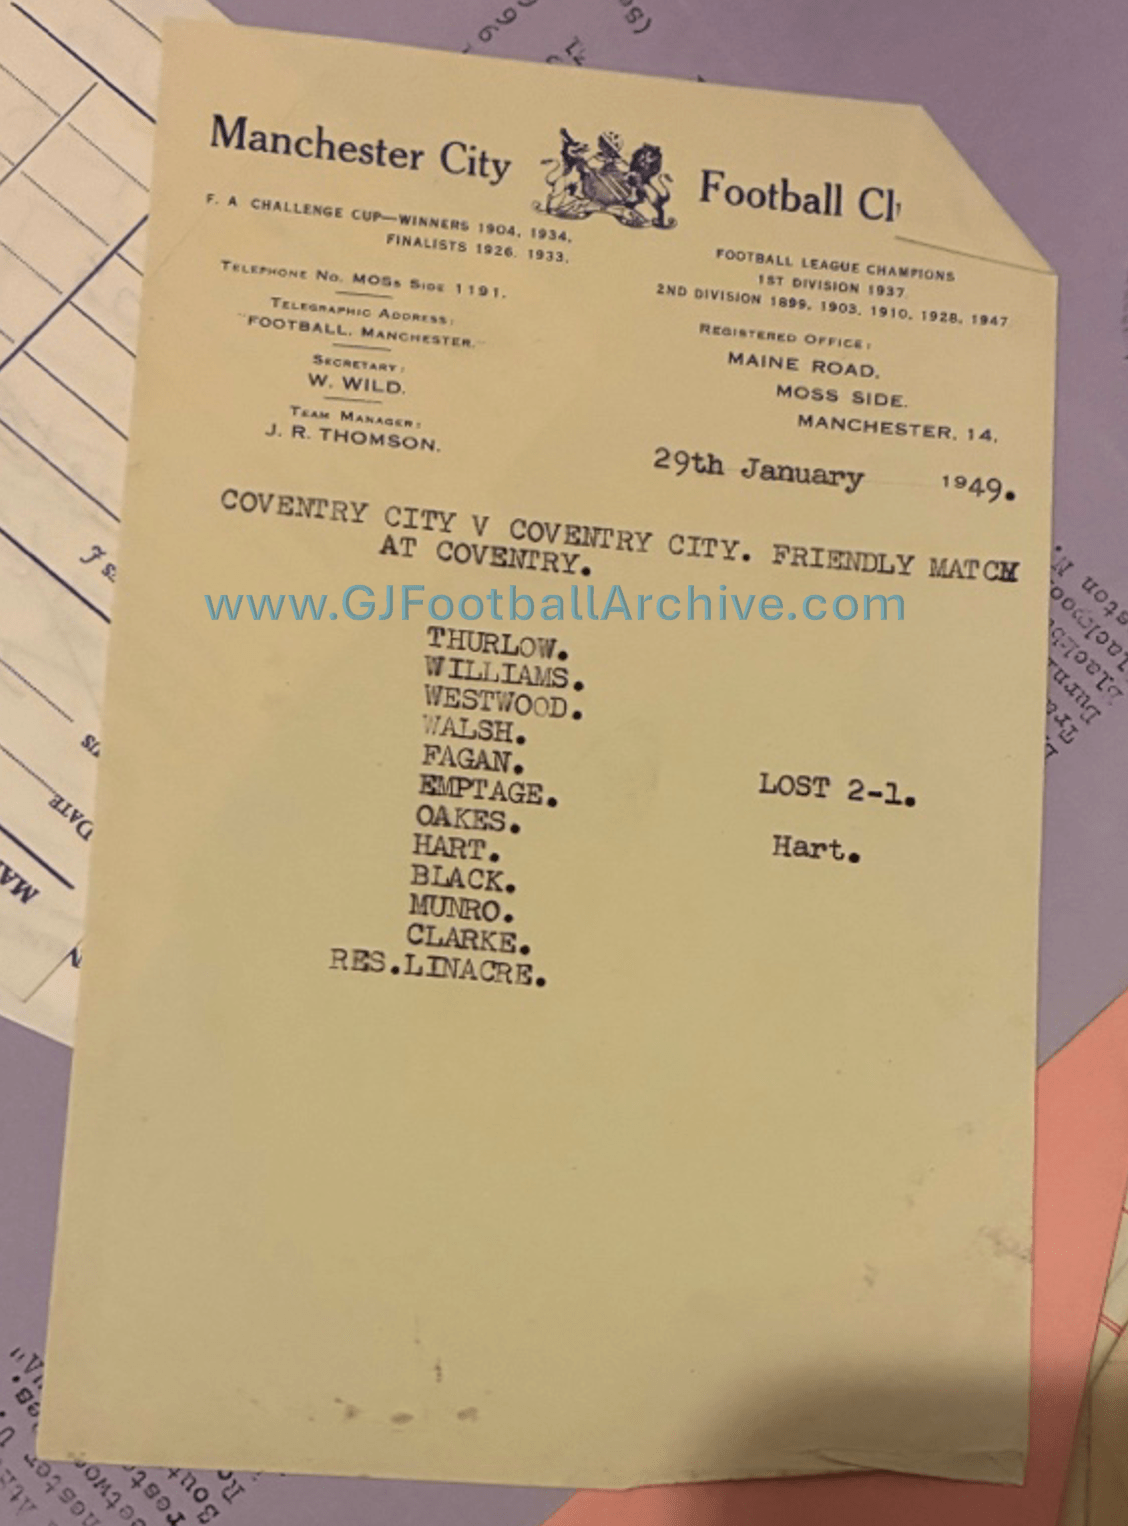 Manchester City Football Cl
F. A CHALLENGE CUP—WINNERS 1904, 1934,
FINALISTS 1926, 1933.
TELEPHONE No. MOSs SIDE 1191.
TELEGRAPHIC ADDRESS:
"FOOTBALL, MANCHESTER."
SECRETARY:
W. WILD.
TEAM MANAGER:
J. R. THOMSON.
FOOTBALL LEAGUE CHAMPIONS
1ST DIVISION 1937.
2ND DIVISION 1899, 1903, 1910, 1928, 1947
REGISTERED OFFICE:
MAINE ROAD,
MOSS SIDE.
MANCHESTER, 14.
29th January 1949.
COVENTRY CITY V COVENTRY CITY. FRIENDLY MATCH
AT COVENTRY.
www.GJFootballArchive.com
THURLOW.
WILLIAMS.
WESTWOOD.
WALSH.
FAGAN.
EMPTAGE. LOST 2-1.
OAKES.
HART. Hart.
BLACK.
MUNRO.
CLARKE.
RES.LINACRE.
DATE